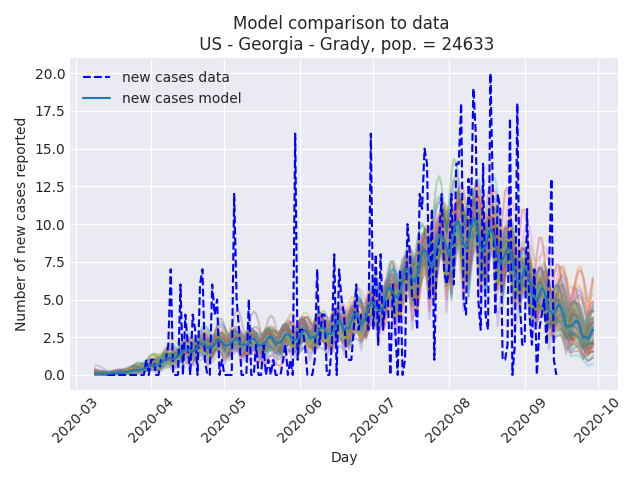 Model comparison to data
US - Georgia - Grady, pop. = 24633
new cases data
new cases model
Number of new cases reported
20.0
17.5
15.0
12.5
10.0
7.5
5.0
2.5
0.0
2020-03
2020-04
2020-05
2020-06
2020-07
2020-08
2020-09
2020-10
Day